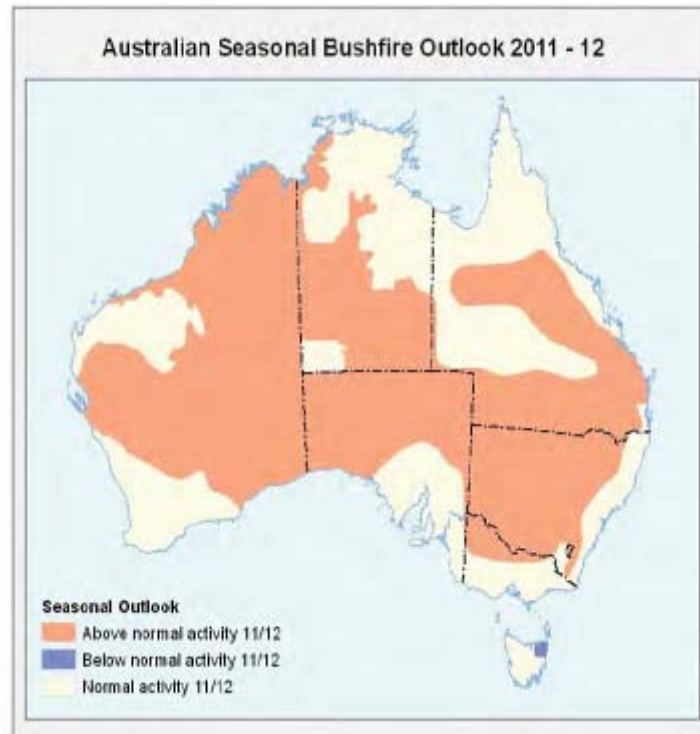 Australian Seasonal Bushfire Outlook 2011 - 12
Seasonal Outlook
Above normal activity 11/12
Below normal activity 11/12
Normal activity 11/12